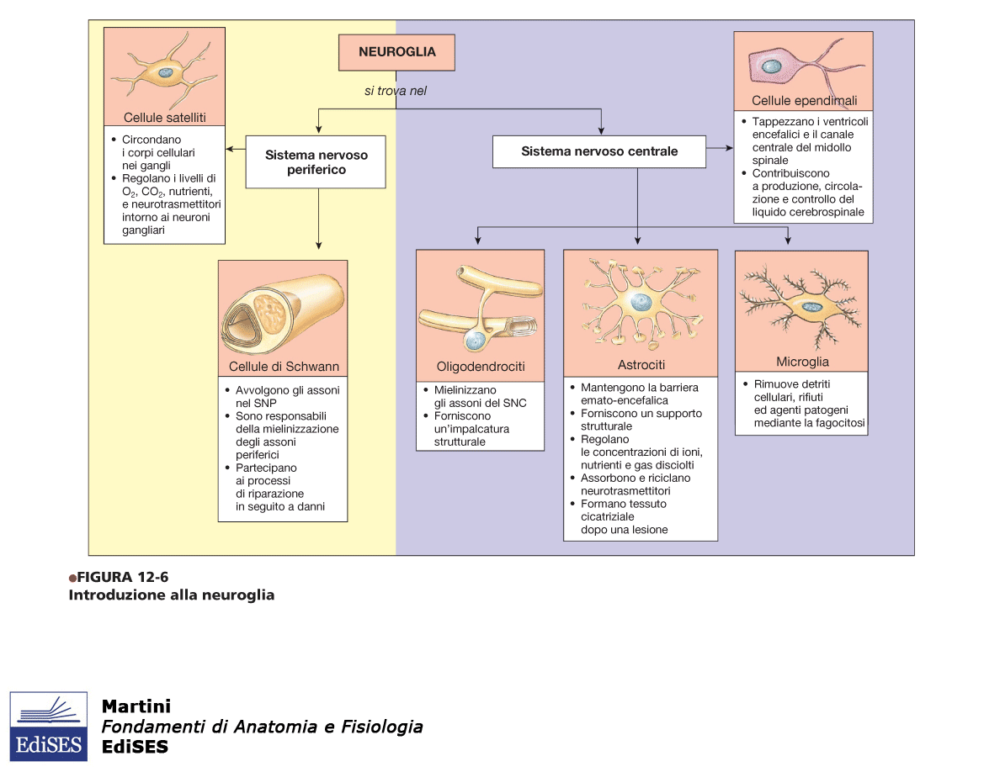 NEUROGLIA
si trova nel
Cellule satelliti
• Circondano
i corpi cellulari
nei gangli
• Regolano i livelli di
O₂, CO₂, nutrienti,
e neurotrasmettitori
intorno ai neuroni
gangliari
Sistema nervoso
periferico
Sistema nervoso centrale
Cellule ependimali
• Tappezzano i ventricoli
encefalici e il canale
centrale del midollo
spinale
• Contribuiscono
a produzione, circola-
zione e controllo del
liquido cerebrospinale
Cellule di Schwann
• Avvolgono gli assoni
nel SNP
• Sono responsabili
della mielinizzazione
degli assoni
periferici
• Partecipano
ai processi
di riparazione
in seguito a danni
Oligodendrociti
• Mielinizzano
gli assoni del SNC
• Forniscono
un'impalcatura
strutturale
Astrociti
• Mantengono la barriera
emato-encefalica
• Forniscono un supporto
strutturale
• Regolano
le concentrazioni di ioni,
nutrienti e gas disciolti
• Assorbono e riciclano
neurotrasmettitori
• Formano tessuto
cicatriziale
dopo una lesione
Microglia
• Rimuove detriti
cellulari, rifiuti
ed agenti patogeni
mediante la fagocitosi
●FIGURA 12-6
Introduzione alla neuroglia
EdiSES
Martini
Fondamenti di Anatomia e Fisiologia
EdiSES